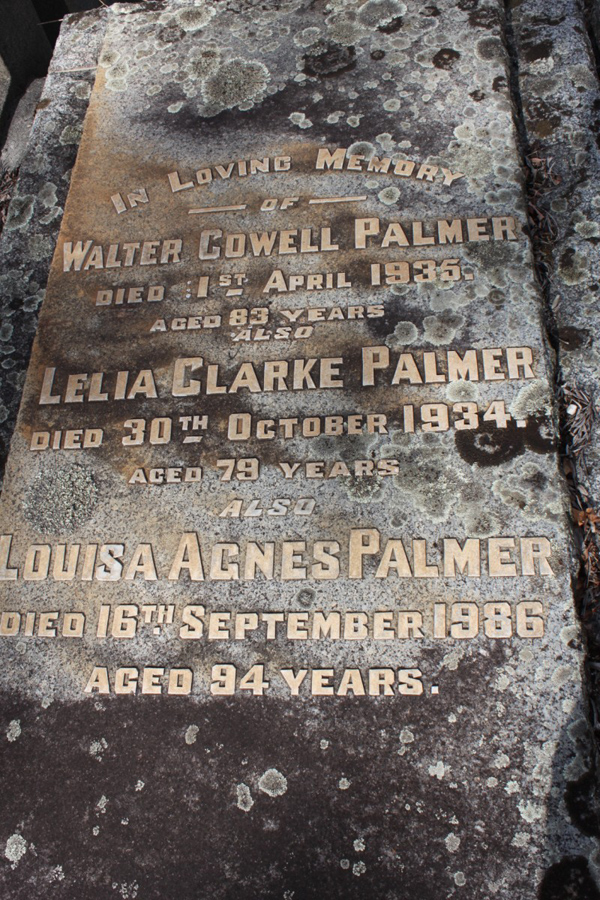 IN LOVING MEMORY
OF
WALTER COWELL PALMER
DIED 1ST APRIL 1935.
AGED 83 YEARS
ALSO
LELIA CLARKE PALMER
DIED 30TH OCTOBER 1934.
AGED 79 YEARS
ALSO
LOUISA AGNES PALMER
DIED 16TH SEPTEMBER 1986
AGED 94 YEARS.